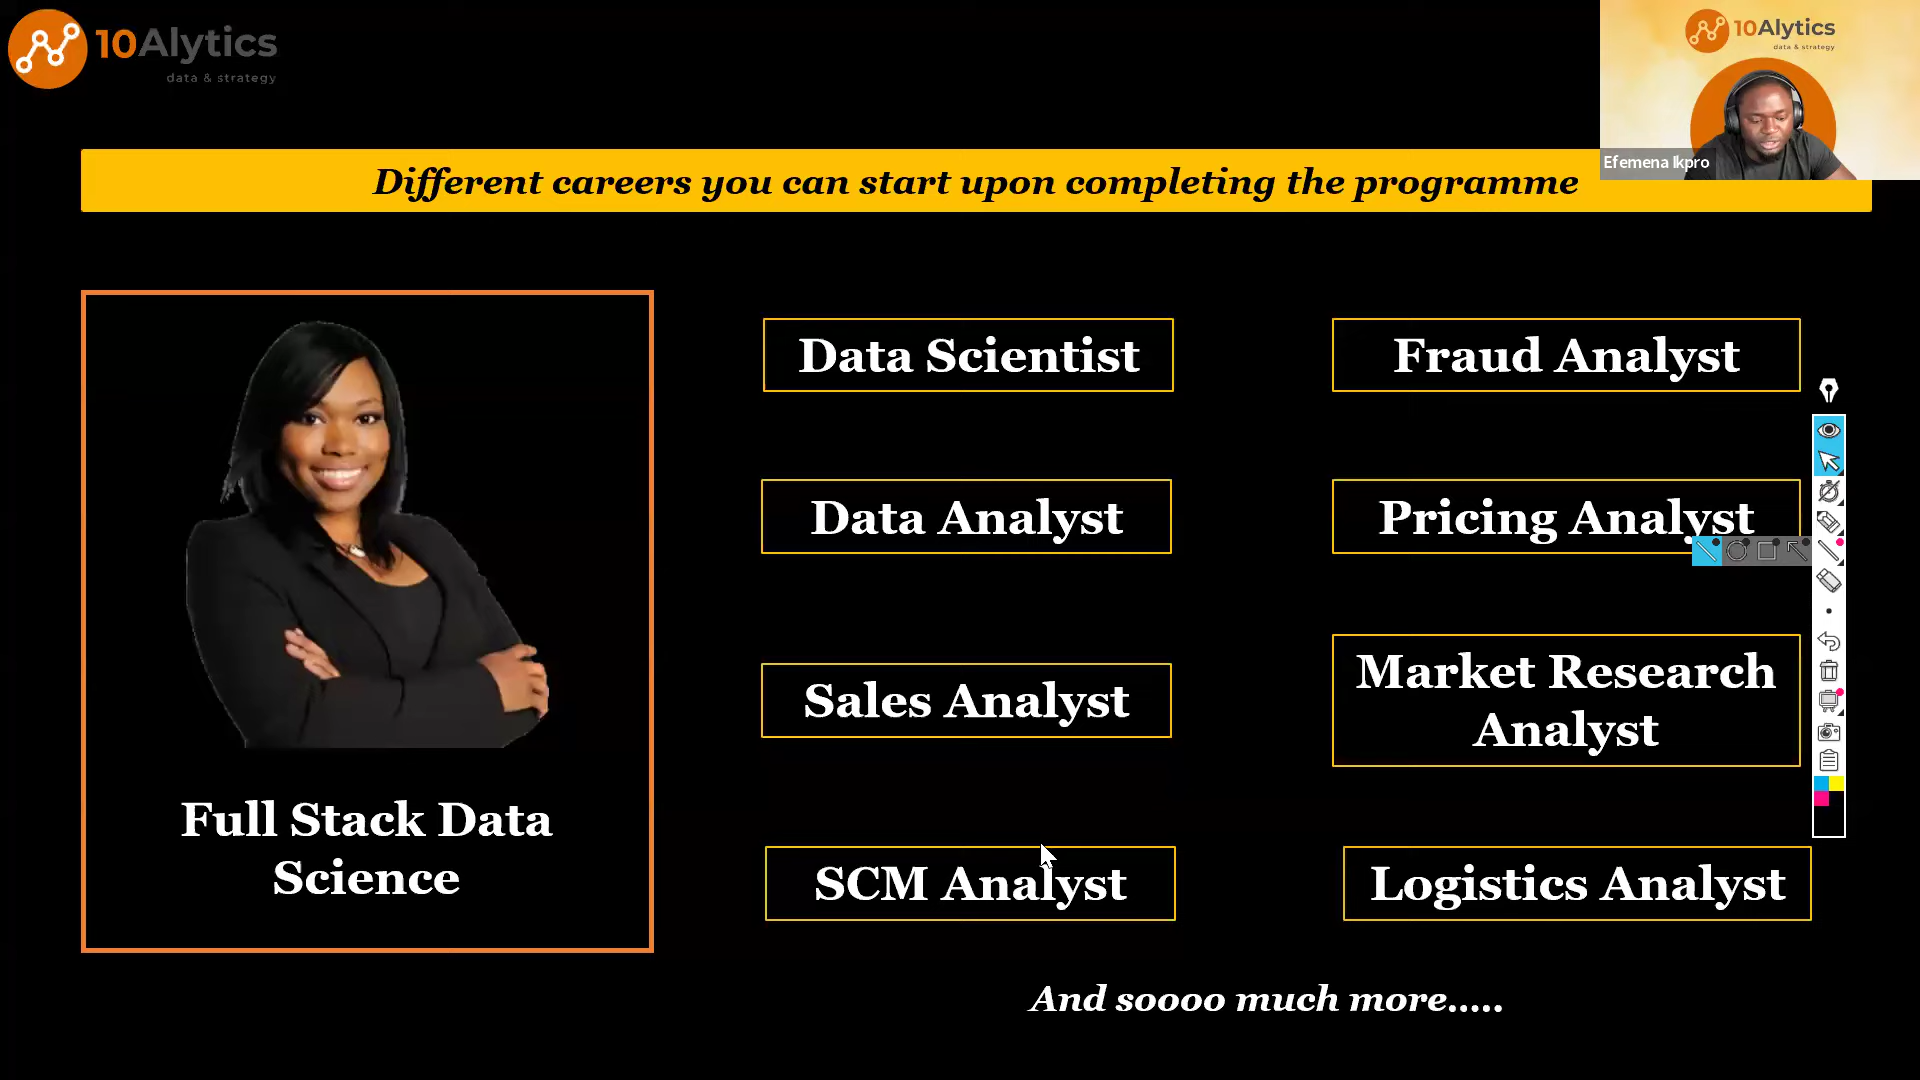 10Alytics
data & strategy
10Alytics
data & strategy
Efemena Ikpro
Different careers you can start upon completing the programme
Data Scientist
Fraud Analyst
Data Analyst
Pricing Analyst
Sales Analyst
Market Research
Analyst
Full Stack Data
Science
SCM Analyst
Logistics Analyst
And soooo much more.....